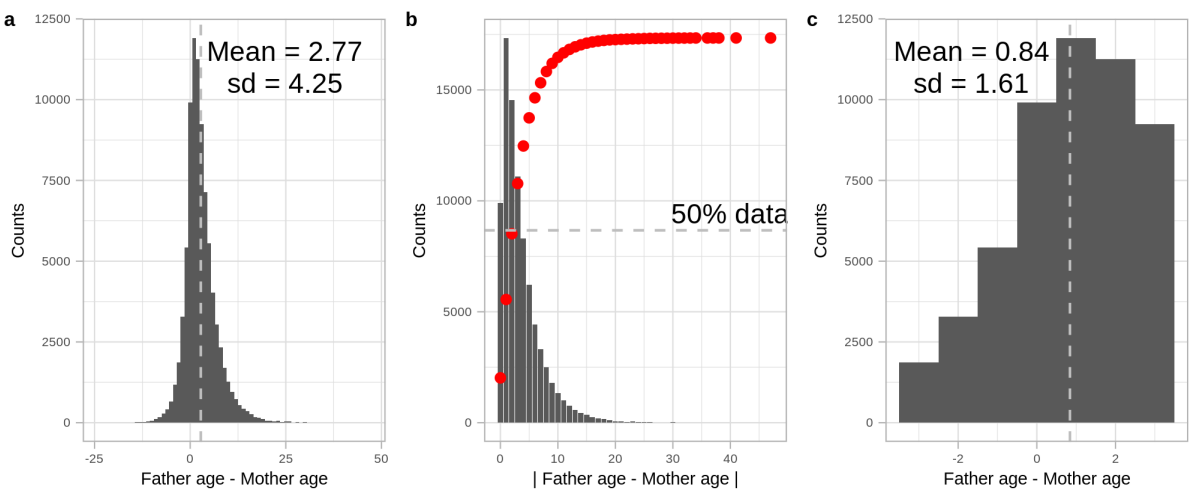 a
12500
10000
7500
5000
2500
0
Counts
Mean = 2.77
sd = 4.25
-25 0 25 50
Father age - Mother age
b
15000
10000
5000
0
Counts
50% data
0 10 20 30 40
| Father age - Mother age |
c
12500
10000
7500
5000
2500
0
Counts
Mean = 0.84
sd = 1.61
-2 0 2
Father age - Mother age